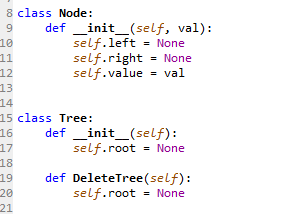 8 class Node:
9     def __init__(self, val):
10         self.left = None
11         self.right = None
12         self.value = val
13
14
15 class Tree:
16     def __init__(self):
17         self.root = None
18
19     def DeleteTree(self):
20         self.root = None
21